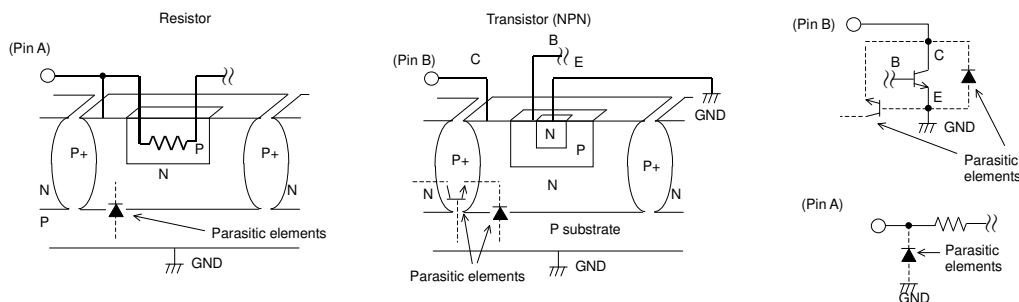 Resistor
(Pin A)
P+
P
P+
N
N
N
P
Parasitic elements
GND
Transistor (NPN)
(Pin B)
C
B
E
GND
N
P
P+
P+
N
N
N
P substrate
Parasitic elements
GND
(Pin B)
C
B
E
GND
Parasitic
elements
(Pin A)
Parasitic
elements
GND